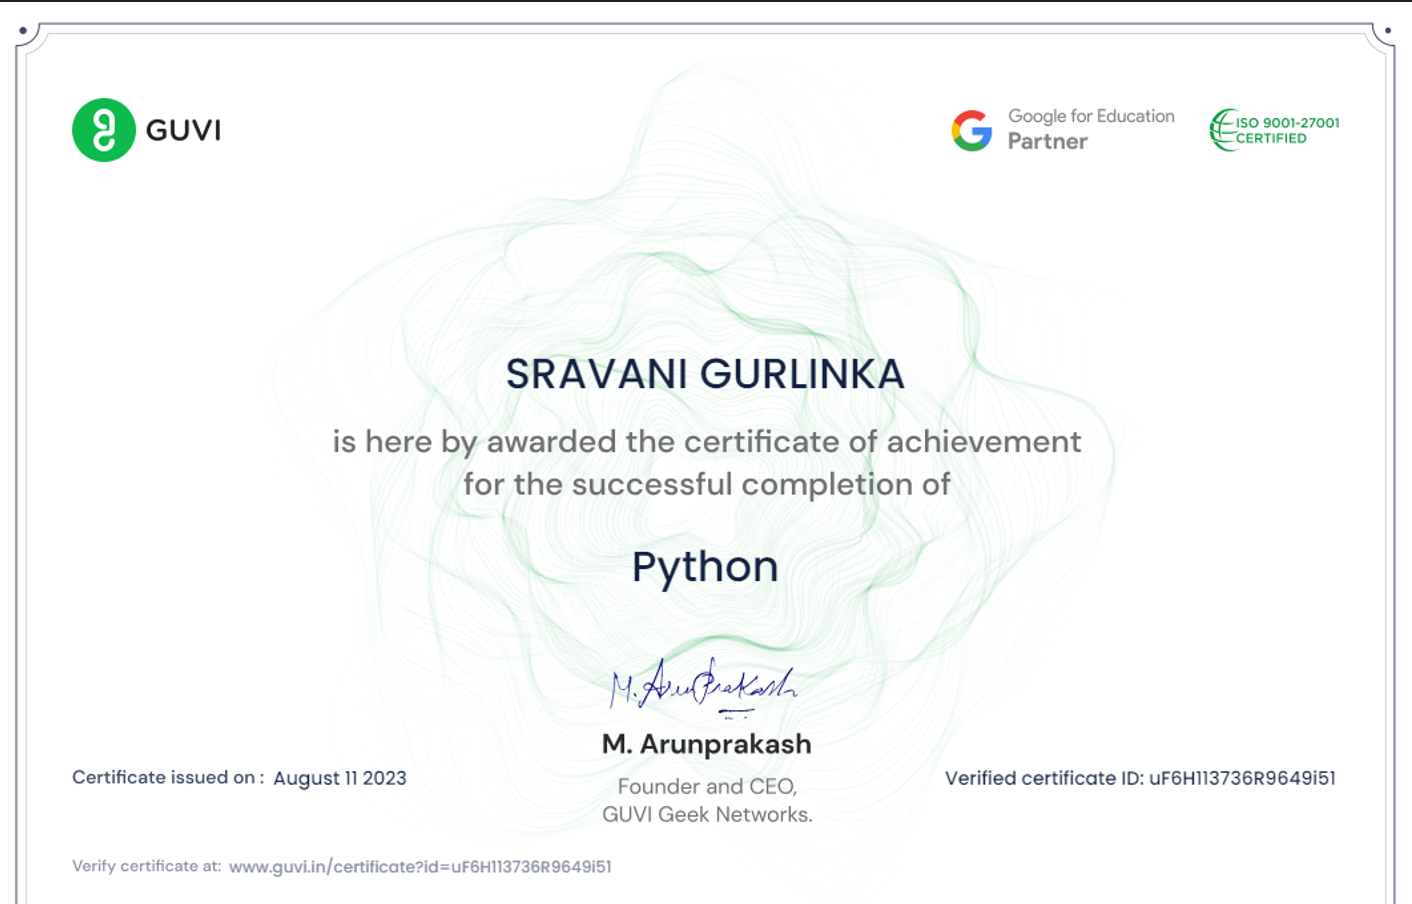 GUVI
Google for Education
Partner
ISO 9001-27001
CERTIFIED
SRAVANI GURLINKA
is here by awarded the certificate of achievement
for the successful completion of
Python
M. Arunprakash
M. Arunprakash
Founder and CEO,
GUVI Geek Networks.
Certificate issued on : August 11 2023
Verified certificate ID: uF6H113736R9649i51
Verify certificate at: www.guvi.in/certificate?id=uF6H113736R9649i51